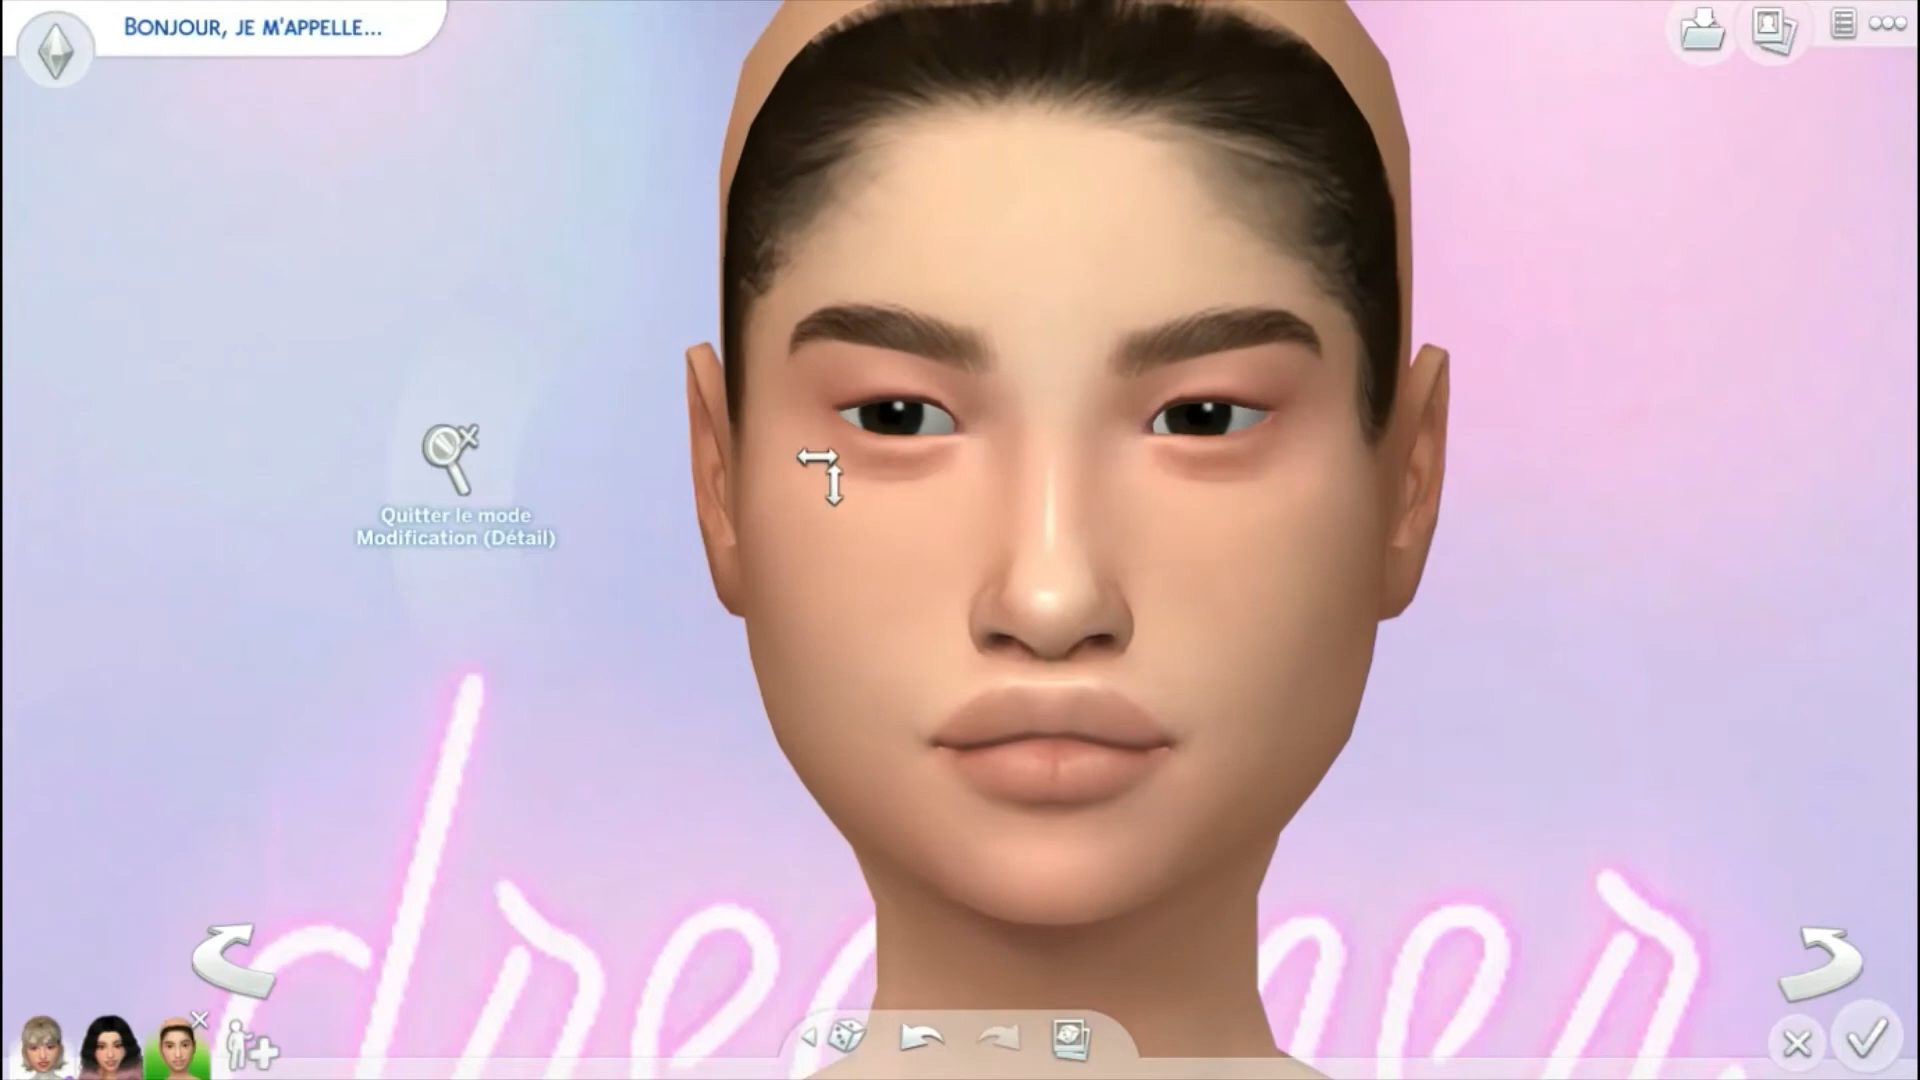 BONJOUR, JE M'APPELLE...
Quitter le mode
Modification (Détail)